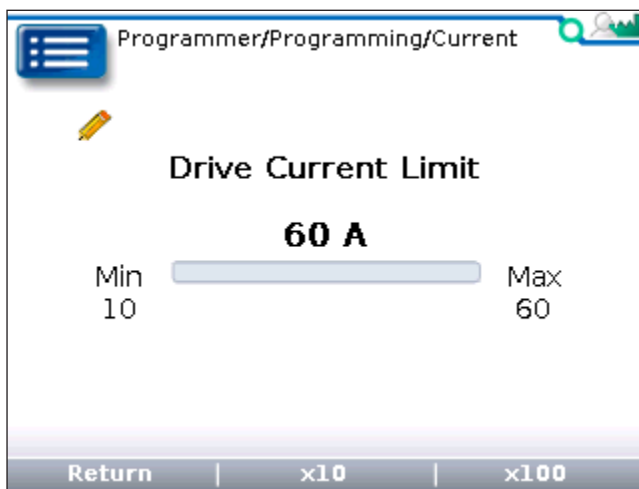 Programmer/Programming/Current
Drive Current Limit
60 A
Min Max
10 60
Return | x10 | x100